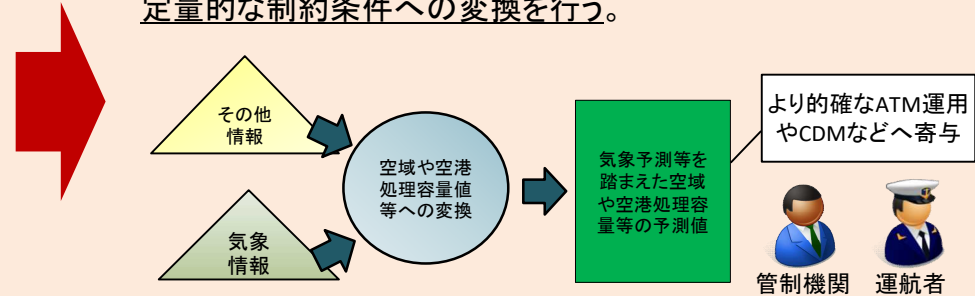 定量的な制約条件への変換を行う。
その他
情報
気象
情報
空域や空港
処理容量値
等への変換
気象予測等を
踏まえた空域
や空港処理容
量等の予測値
より的確なATM運用
やCDMなどへ寄与
管制機関
運航者